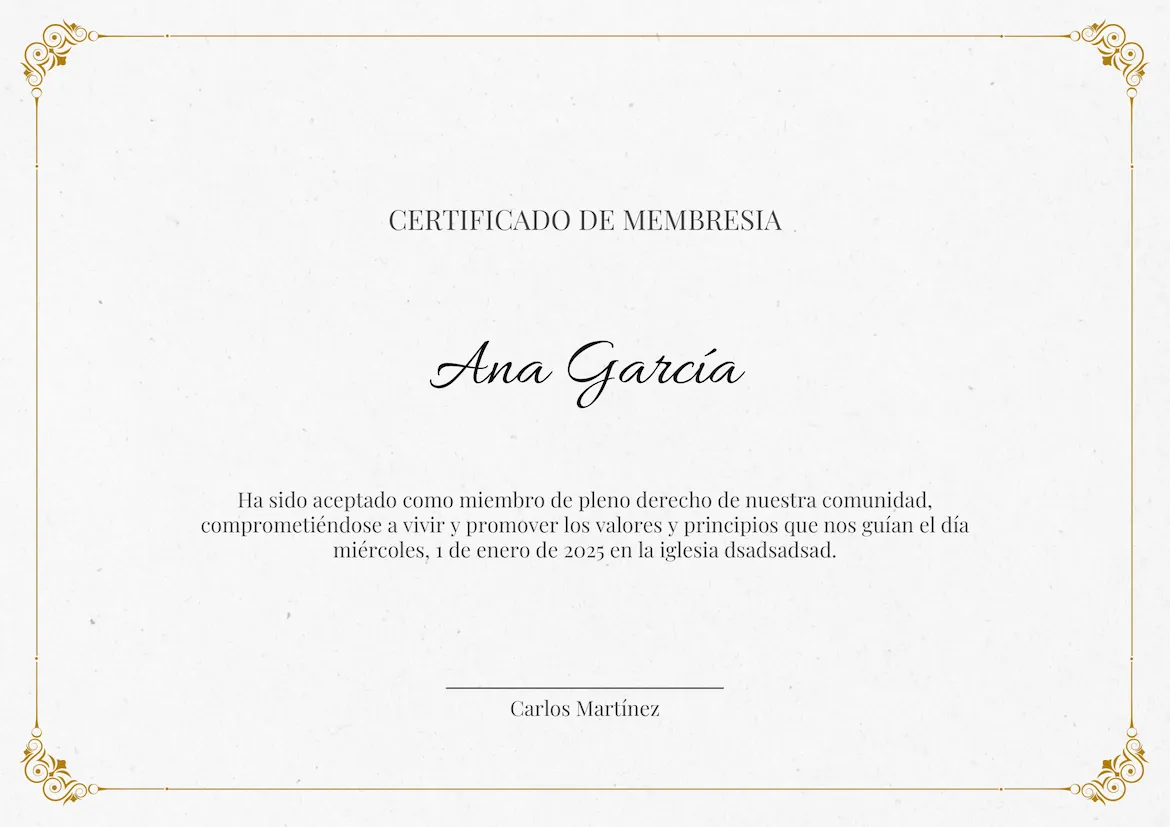 CERTIFICADO DE MEMBRESIA
Ana García
Ha sido aceptado como miembro de pleno derecho de nuestra comunidad,
comprometiéndose a vivir y promover los valores y principios que nos guían el día
miércoles, 1 de enero de 2025 en la iglesia dsadsadsad.
Carlos Martínez